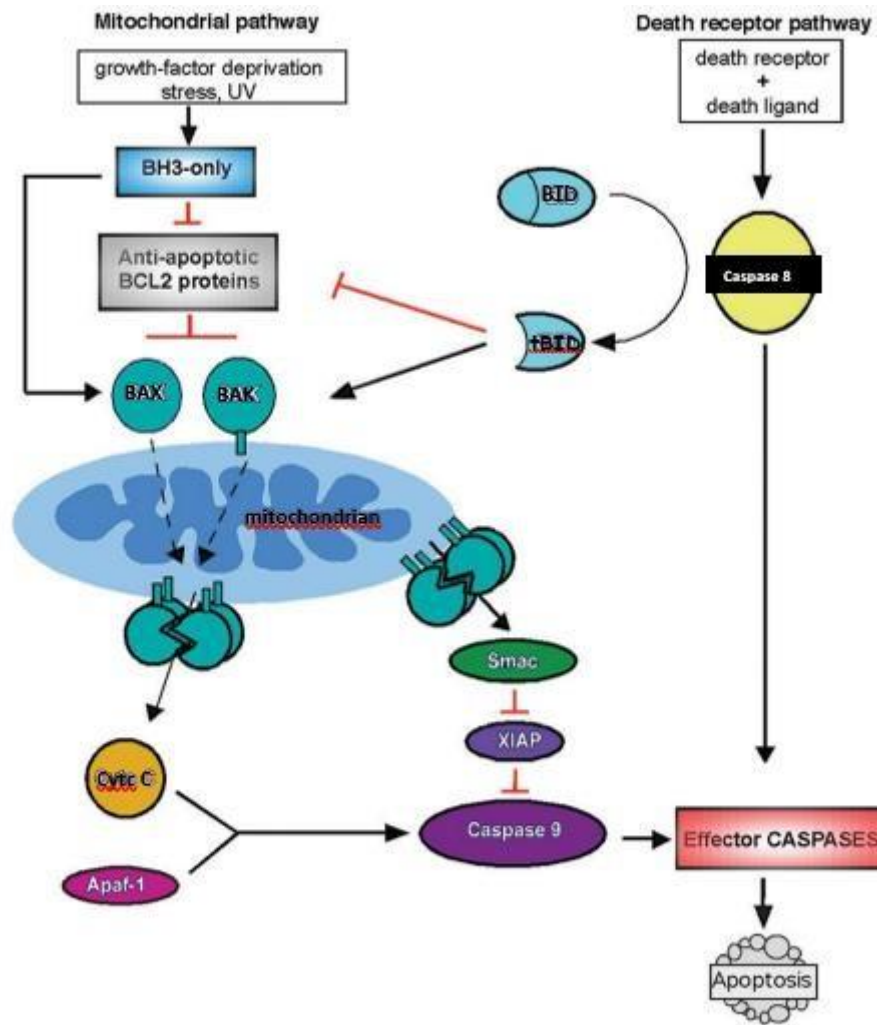 Mitochondrial pathway
Death receptor pathway
growth-factor deprivation
stress, UV
death receptor
+
death ligand
BH3-only
BID
Anti-apoptotic
BCL2 proteins
Caspase 8
tBID
BAX
BAK
mitochondrian
Smac
XIAP
Cytc C
Caspase 9
Effector CASPASES
Apaf-1
Apoptosis